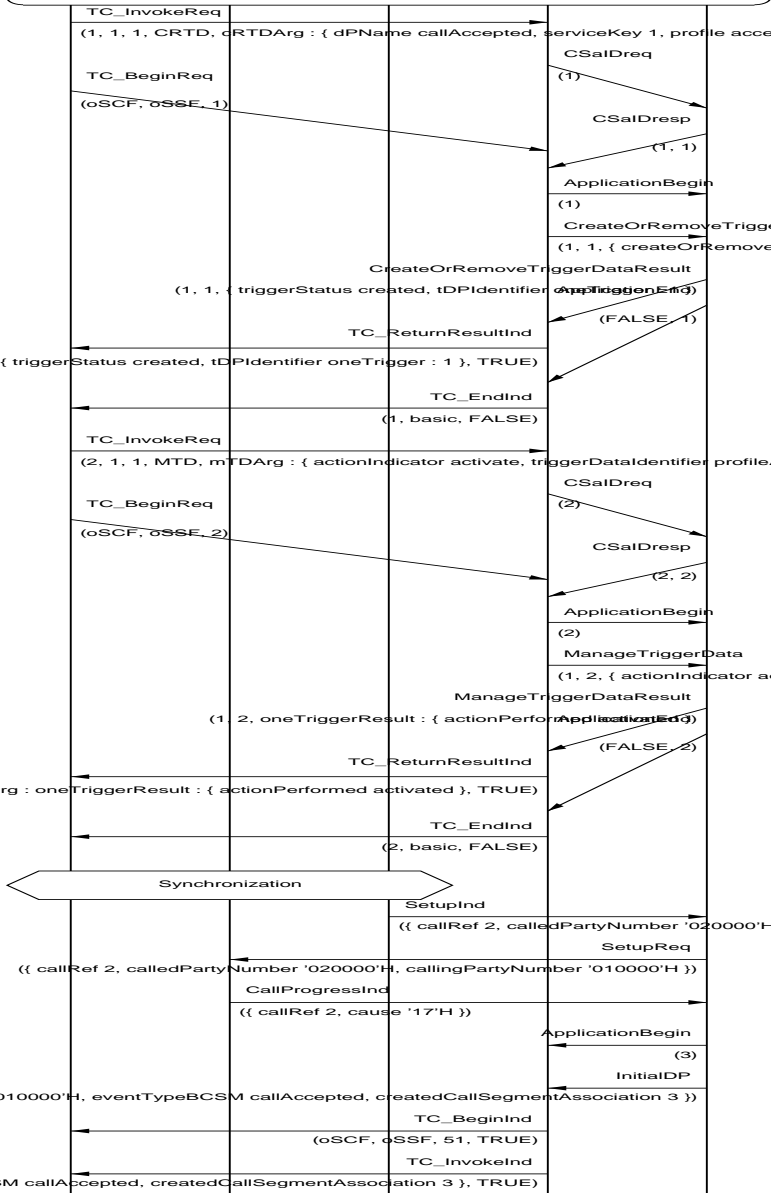 TC_InvokeReq
(1, 1, 1, CRTD, cRTDArg : { dPName callAccepted, serviceKey 1, profile acce
CSaIDreq
(1)
TC_BeginReq
(oSCF, oSSF, 1)
CSaIDresp
(1, 1)
ApplicationBegin
(1)
CreateOrRemoveTrigge
(1, 1, { createOrRemove
CreateOrRemoveTriggerDataResult
(1, 1, { triggerStatus created, tDPIdentifier oneTrigger : 1 })
ApplicationEnd
(FALSE, 1)
TC_ReturnResultInd
{ triggerStatus created, tDPIdentifier oneTrigger : 1 }, TRUE)
TC_EndInd
(1, basic, FALSE)
TC_InvokeReq
(2, 1, 1, MTD, mTDArg : { actionIndicator activate, triggerDataIdentifier profile
CSaIDreq
(2)
TC_BeginReq
(oSCF, oSSF, 2)
CSaIDresp
(2, 2)
ApplicationBegin
(2)
ManageTriggerData
(1, 2, { actionIndicator a
ManageTriggerDataResult
(1, 2, oneTriggerResult : { actionPerformed activated })
ApplicationEnd
(FALSE, 2)
TC_ReturnResultInd
rg : oneTriggerResult : { actionPerformed activated }, TRUE)
TC_EndInd
(2, basic, FALSE)
Synchronization
SetupInd
({ callRef 2, calledPartyNumber '020000'H
SetupReq
({ callRef 2, calledPartyNumber '020000'H, callingPartyNumber '010000'H })
CallProgressInd
({ callRef 2, cause '17'H })
ApplicationBegin
(3)
InitialDP
010000'H, eventTypeBCSM callAccepted, createdCallSegmentAssociation 3 })
TC_BeginInd
(oSCF, oSSF, 51, TRUE)
TC_InvokeInd
SM callAccepted, createdCallSegmentAssociation 3 }, TRUE)